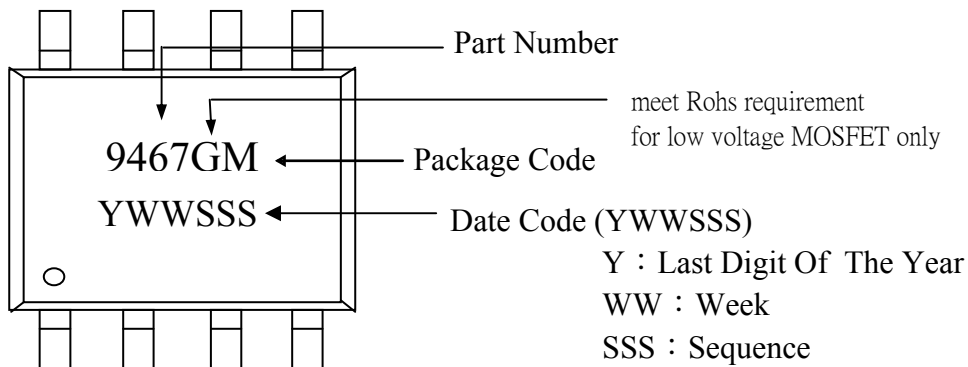 Part Number
meet Rohs requirement
for low voltage MOSFET only
9467GM
Package Code
YWWSSS
Date Code (YWWSSS)
Y：Last Digit Of The Year
WW：Week
SSS：Sequence